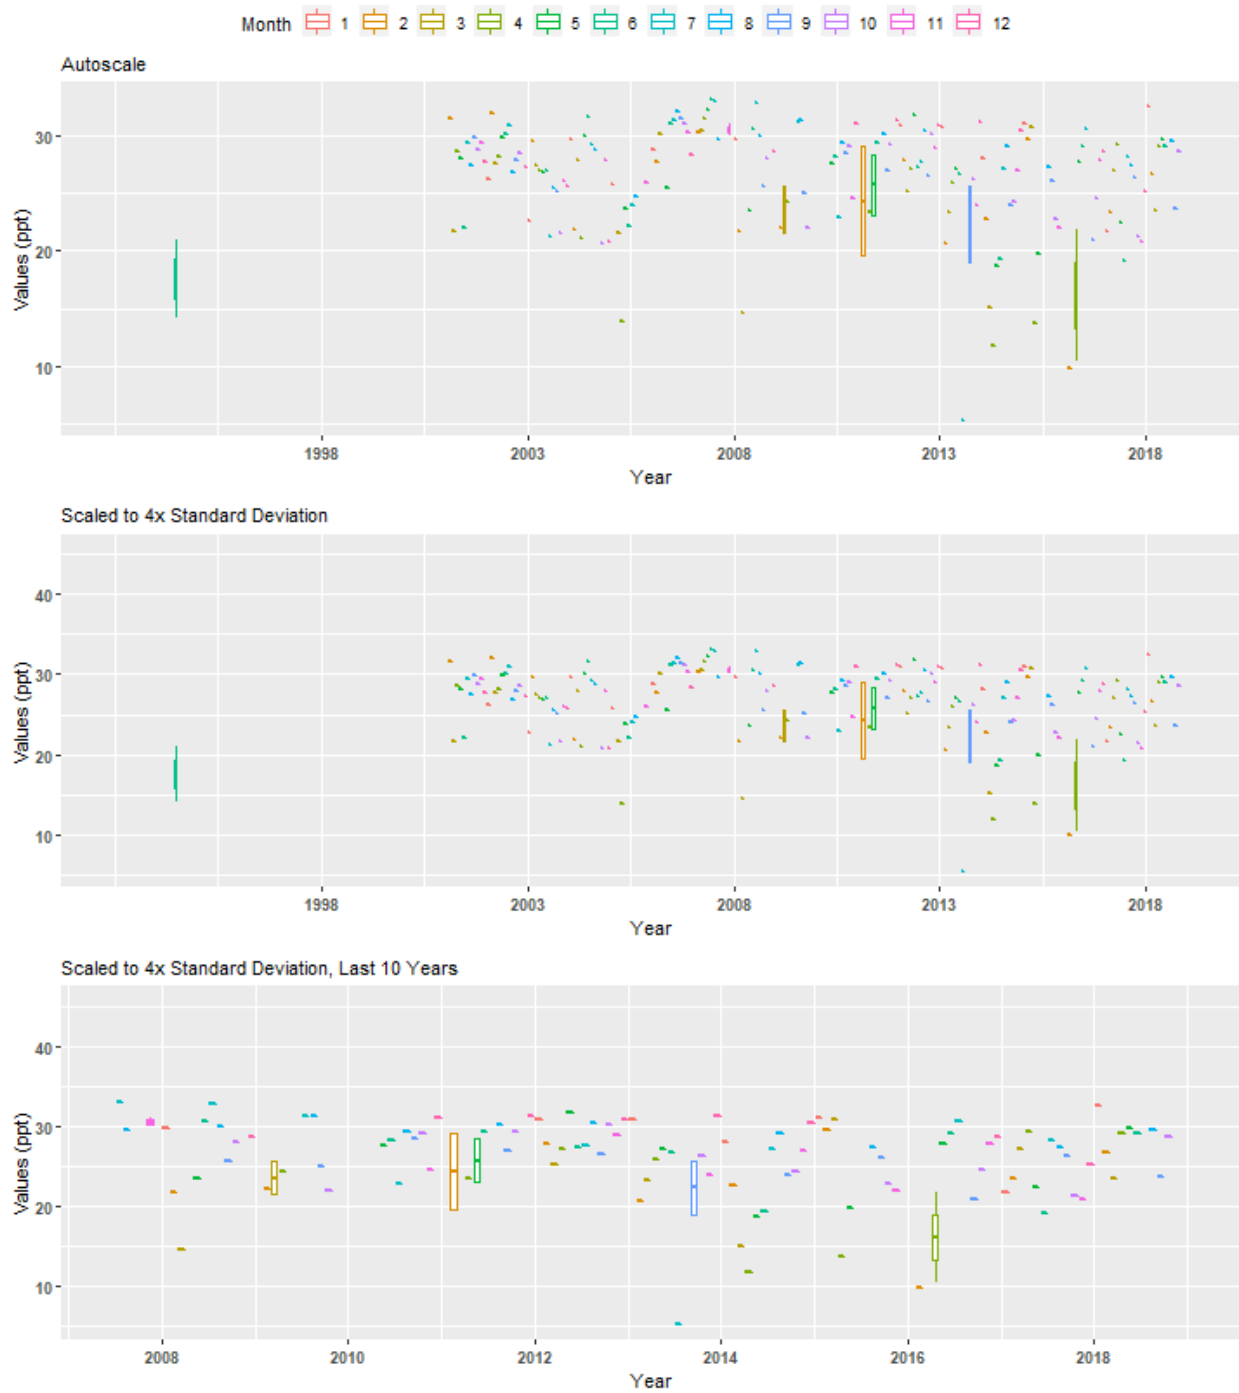 Month 1 2 3 4 5 6 7 8 9 10 11 12
Autoscale
Values (ppt)
30
20
10
1998 2003 2008 2013 2018
Year
Scaled to 4x Standard Deviation
Values (ppt)
40
30
20
10
1998 2003 2008 2013 2018
Year
Scaled to 4x Standard Deviation, Last 10 Years
Values (ppt)
40
30
20
10
2008 2010 2012 2014 2016 2018
Year